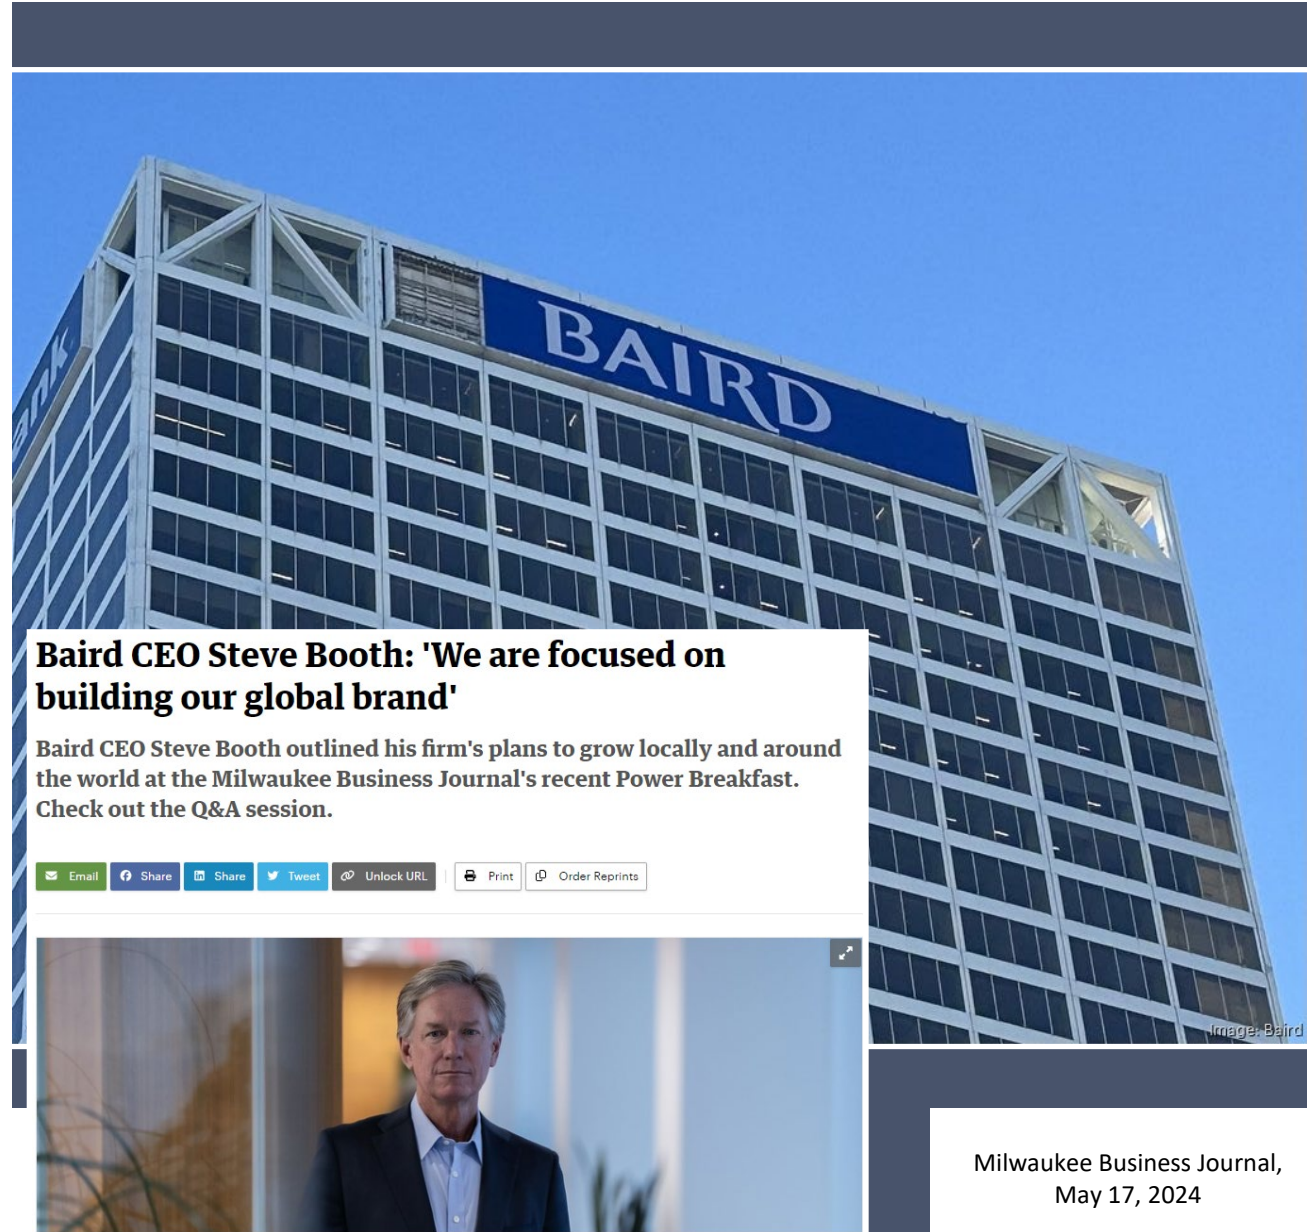 BAIRD
ank
Baird CEO Steve Booth: 'We are focused on
building our global brand'
Baird CEO Steve Booth outlined his firm's plans to grow locally and around
the world at the Milwaukee Business Journal's recent Power Breakfast.
Check out the Q&A session.
Email Share Share Tweet Unlock URL Print Order Reprints
Image: Baird
Milwaukee Business Journal,
May 17, 2024